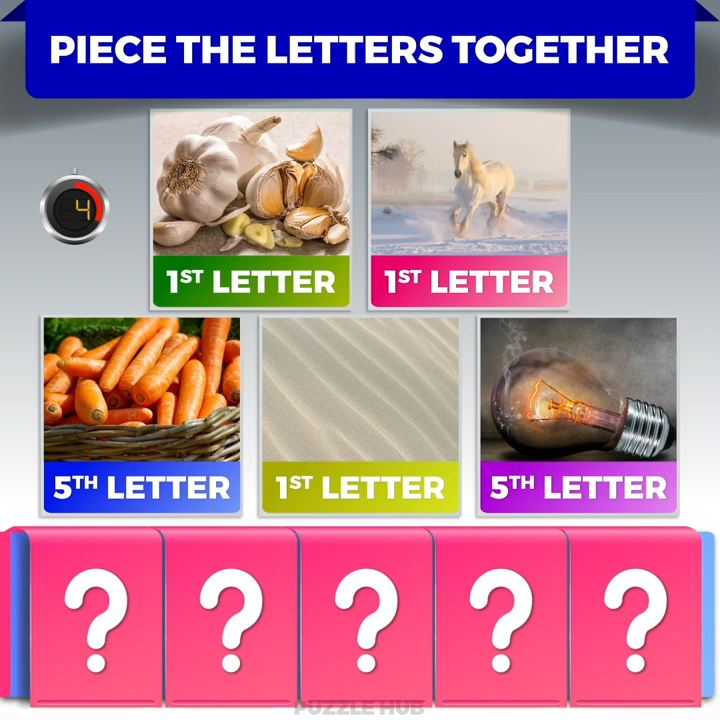 PIECE THE LETTERS TOGETHER
4
1ST LETTER
1ST LETTER
5TH LETTER
1ST LETTER
5TH LETTER
? ? ? ? ?
PUZZLE HUB